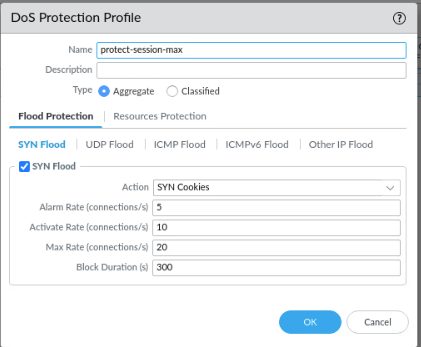 DoS Protection Profile
Name protect-session-max
Description
Type Aggregate Classified
Flood Protection Resources Protection
SYN Flood UDP Flood ICMP Flood ICMPv6 Flood Other IP Flood
SYN Flood
Action SYN Cookies
Alarm Rate (connections/s) 5
Activate Rate (connections/s) 10
Max Rate (connections/s) 20
Block Duration (s) 300
OK Cancel